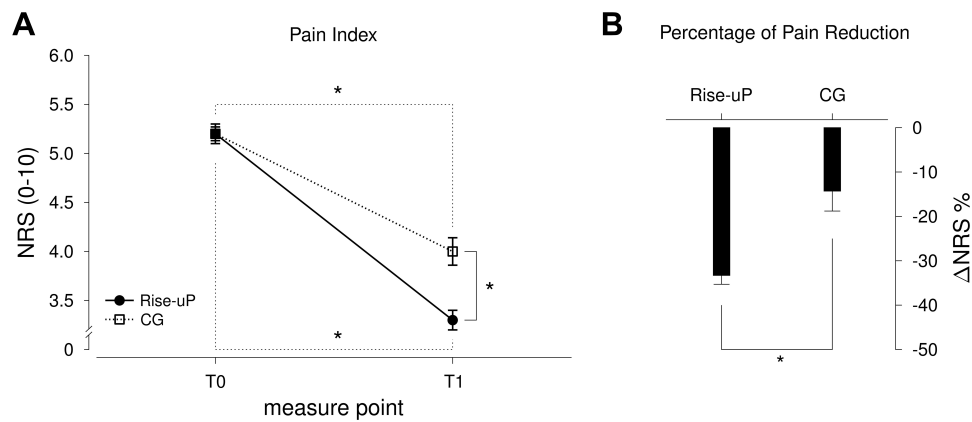 A
Pain Index
6.0
5.5
5.0
4.5
4.0
3.5
0
NRS (0-10)
*
*
*
Rise-uP
CG
T0
T1
measure point
B
Percentage of Pain Reduction
Rise-uP
CG
0
-10
-20
-30
-40
-50
ΔNRS %
*